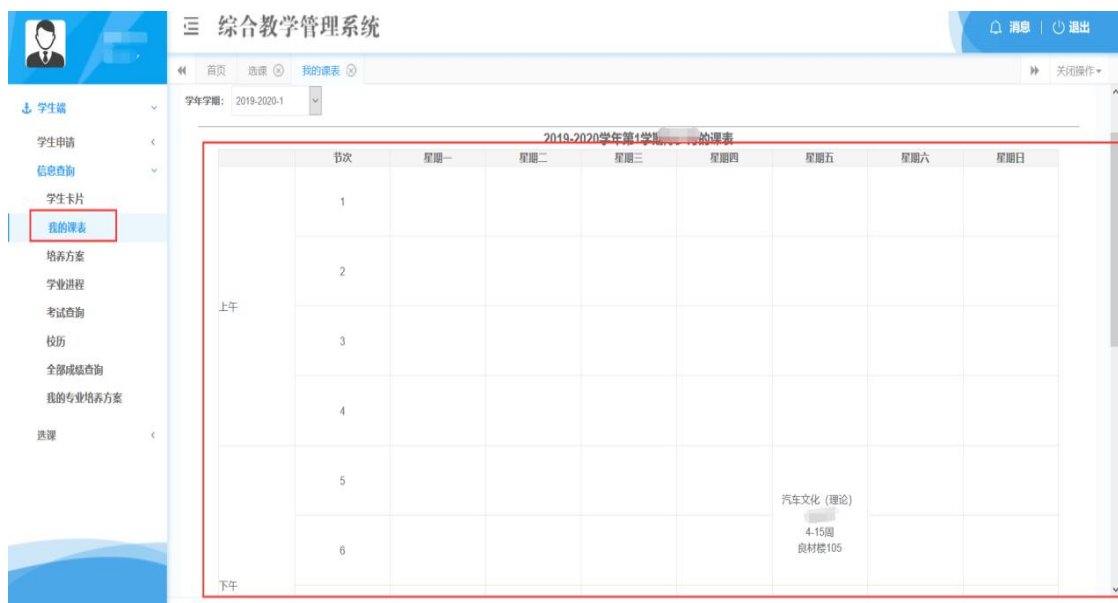 综合教学管理系统
消息 | 退出
首页 选课 我的课表 关闭操作
学生端
学生申请
信息查询
学生卡片
我的课表
培养方案
学业进程
考试查询
校历
全部成绩查询
我的专业培养方案
选课
学年学期: 2019-2020-1
2019-2020学年第1学期 的课表
节次 星期一 星期二 星期三 星期四 星期五 星期六 星期日
上午
1
2
3
4
下午
5
6
汽车文化 (理论)
4-15周
良材楼105